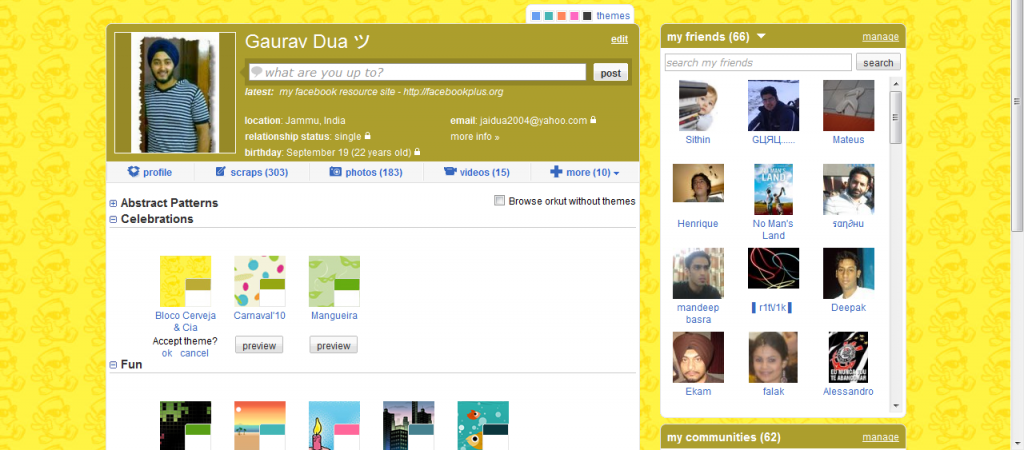 themes
Gaurav Dua ツ
edit
what are you up to?
post
latest: my facebook resource site - http://facebookplus.org
location: Jammu, India
email: jaidua2004@yahoo.com
relationship status: single
more info »
birthday: September 19 (22 years old)
profile
scraps (303)
photos (183)
videos (15)
more (10)
Abstract Patterns
Browse orkut without themes
Celebrations
Bloco Cerveja
& Cia
Carnaval'10
Mangueira
Accept theme?
ok cancel
preview
preview
Fun
my friends (66)
manage
search my friends
search
Sithin
GЦЯЦ......
Mateus
Henrique
No Man's
Land
mandeep
basra
Deepak
Ekam
falak
Alessandro
my communities (62)
manage